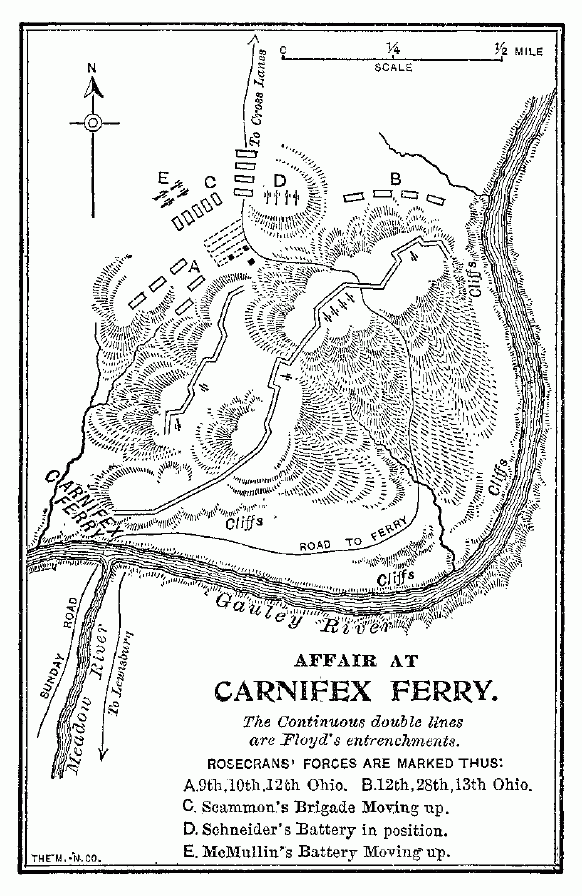 0 ¼ ½ MILE
SCALE
N
To Cross Lanes
E
C
D
B
A
Cliffs
Cliffs
CARNIFEX
FERRY
Cliffs
ROAD TO FERRY
Cliffs
Gauley River
SUNDAY ROAD
Meadow River
To Lewisburg
AFFAIR AT
CARNIFEX FERRY.
The Continuous double lines
are Floyd's entrenchments.
ROSECRANS' FORCES ARE MARKED THUS:
A.9th,10th,12th Ohio. B.12th,28th,13th Ohio.
C. Scammon's Brigade Moving up.
D. Schneider's Battery in position.
E. McMullin's Battery Moving up.
THE M.-N. CO.